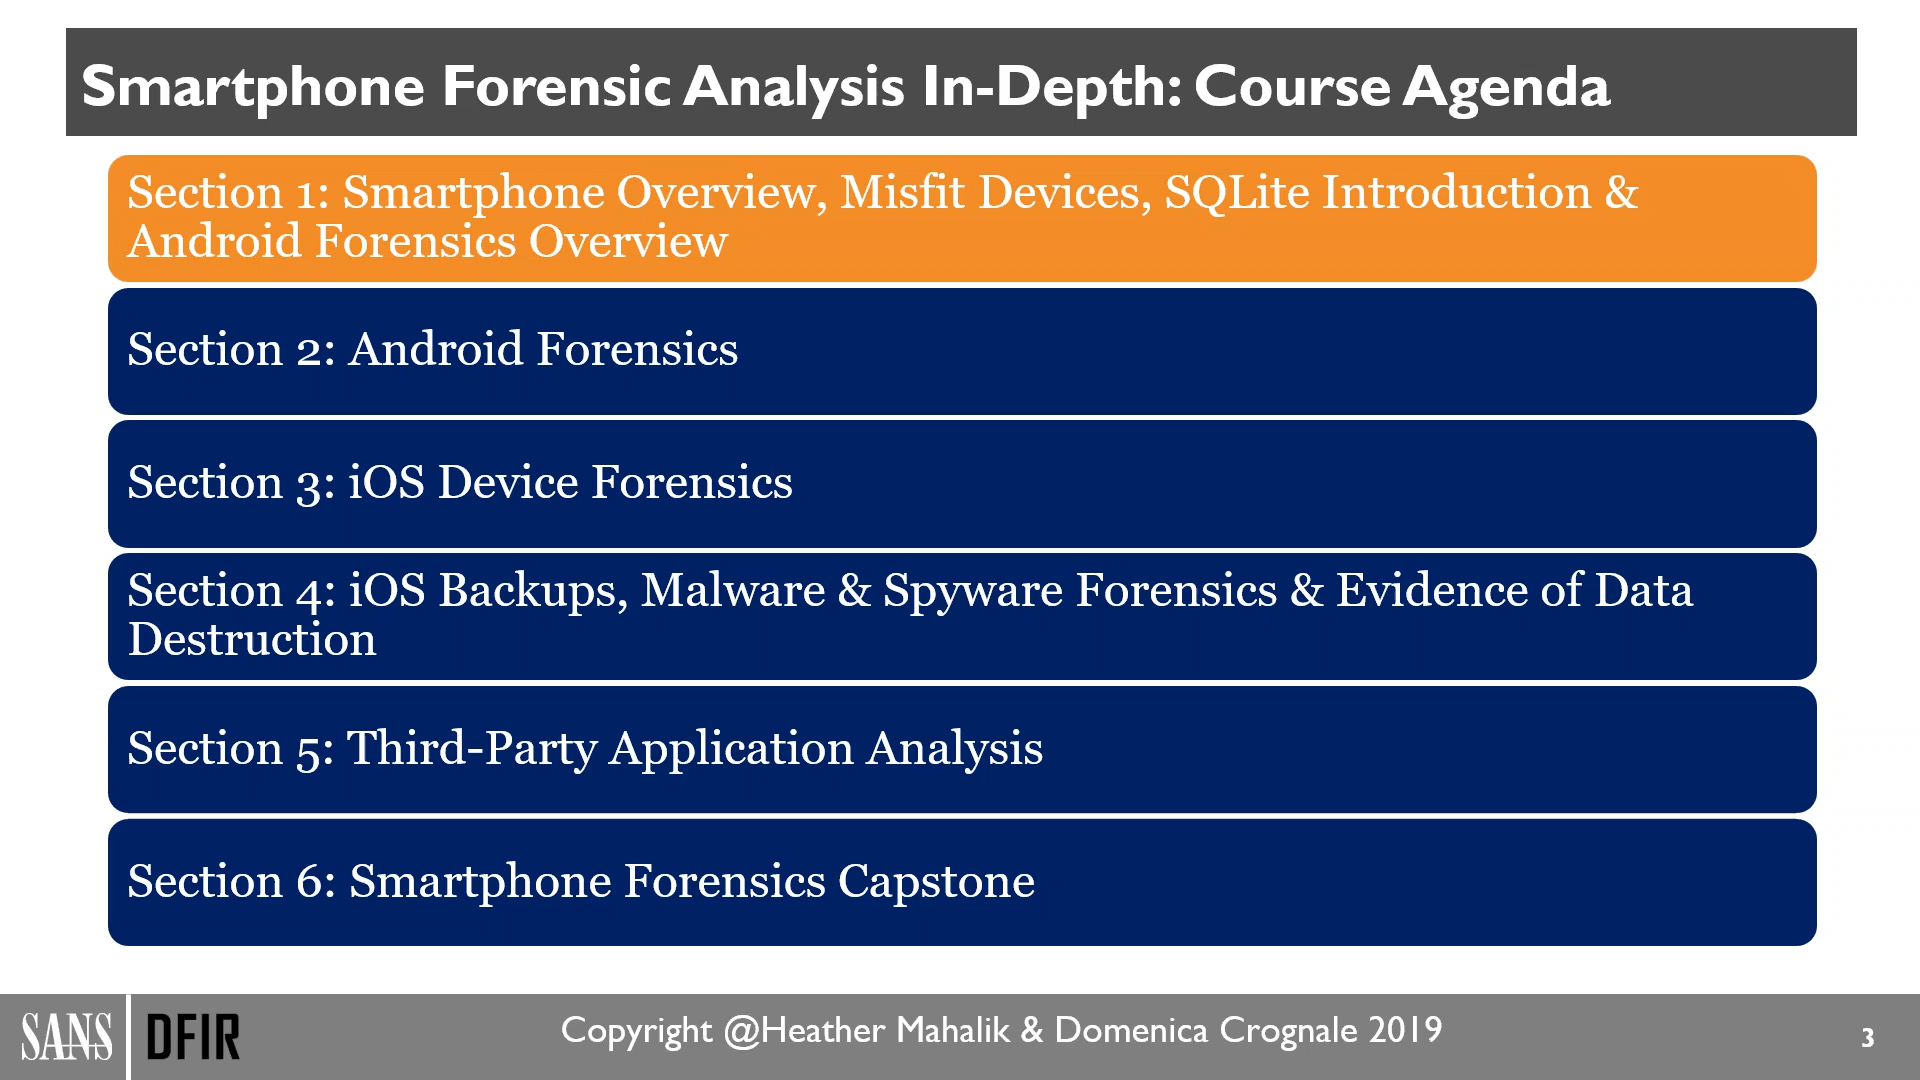 Smartphone Forensic Analysis In-Depth: Course Agenda
Section 1: Smartphone Overview, Misfit Devices, SQLite Introduction &
Android Forensics Overview
Section 2: Android Forensics
Section 3: iOS Device Forensics
Section 4: iOS Backups, Malware & Spyware Forensics & Evidence of Data
Destruction
Section 5: Third-Party Application Analysis
Section 6: Smartphone Forensics Capstone
SANS DFIR
Copyright @Heather Mahalik & Domenica Crognale 2019
3